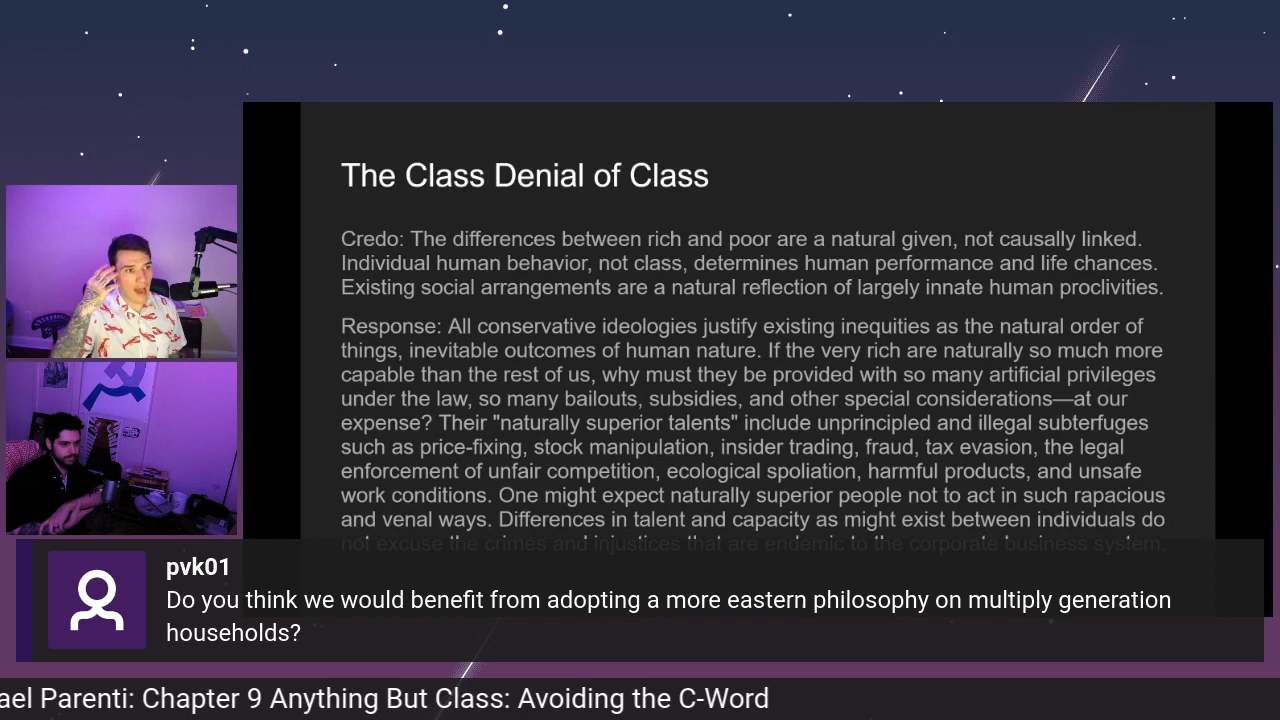 The Class Denial of Class
Credo: The differences between rich and poor are a natural given, not causally linked.
Individual human behavior, not class, determines human performance and life chances.
Existing social arrangements are a natural reflection of largely innate human proclivities.
Response: All conservative ideologies justify existing inequities as the natural order of
things, inevitable outcomes of human nature. If the very rich are naturally so much more
capable than the rest of us, why must they be provided with so many artificial privileges
under the law, so many bailouts, subsidies, and other special considerations—at our
expense? Their "naturally superior talents" include unprincipled and illegal subterfuges
such as price-fixing, stock manipulation, insider trading, fraud, tax evasion, the legal
enforcement of unfair competition, ecological spoliation, harmful products, and unsafe
work conditions. One might expect naturally superior people not to act in such rapacious
and venal ways. Differences in talent and capacity as might exist between individuals do
not excuse the crimes and injustices that are endemic to the corporate business system.
pvk01
Do you think we would benefit from adopting a more eastern philosophy on multiply generation
households?
ael Parenti: Chapter 9 Anything But Class: Avoiding the C-Word